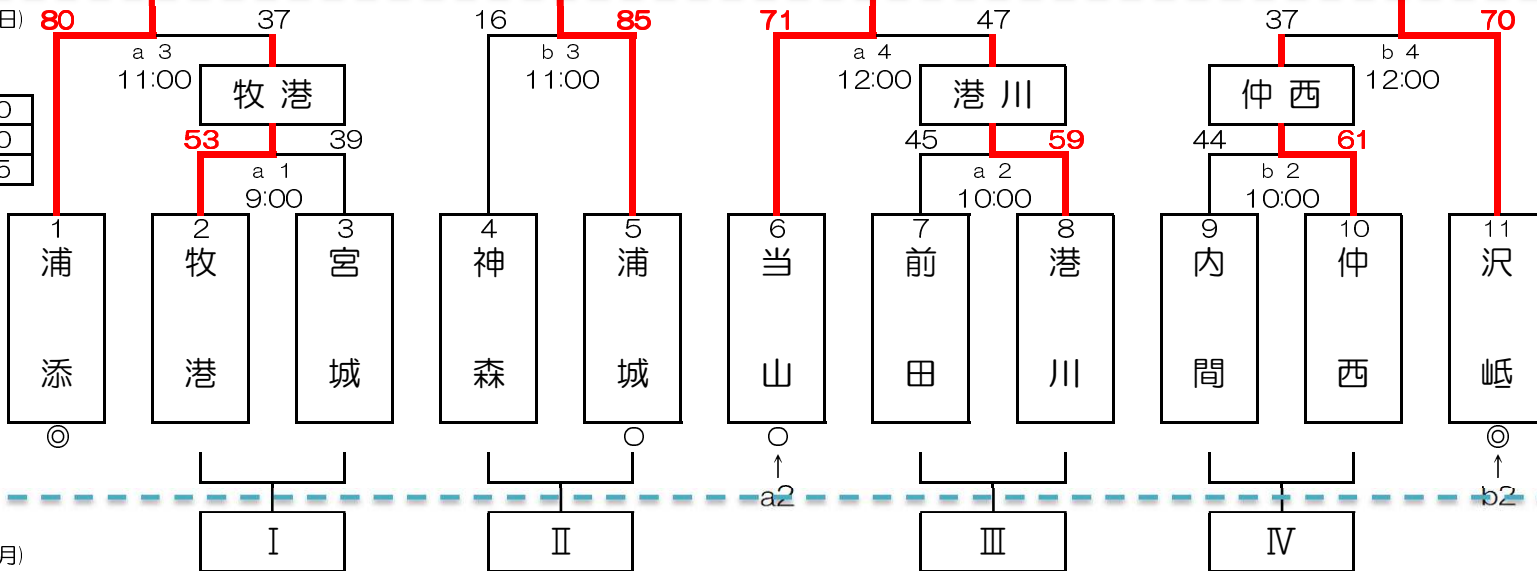 日) 80 37 16 85 71 47 37 70
a 3 b 3 a 4 b 4
11:00 11:00 12:00 12:00
牧港 港川 仲西
0
0
5
53 39 45 59 44 61
a 1 a 2 b 2
9:00 10:00 10:00
1 2 3 4 5 6 7 8 9 10 11
浦添
牧港
宮城
神森
浦城
当山
前田
港川
内間
仲西
沢岻
◎ ○ ○ ◎
↑ ↑
a2 b2
Ⅰ Ⅱ Ⅲ Ⅳ
月)